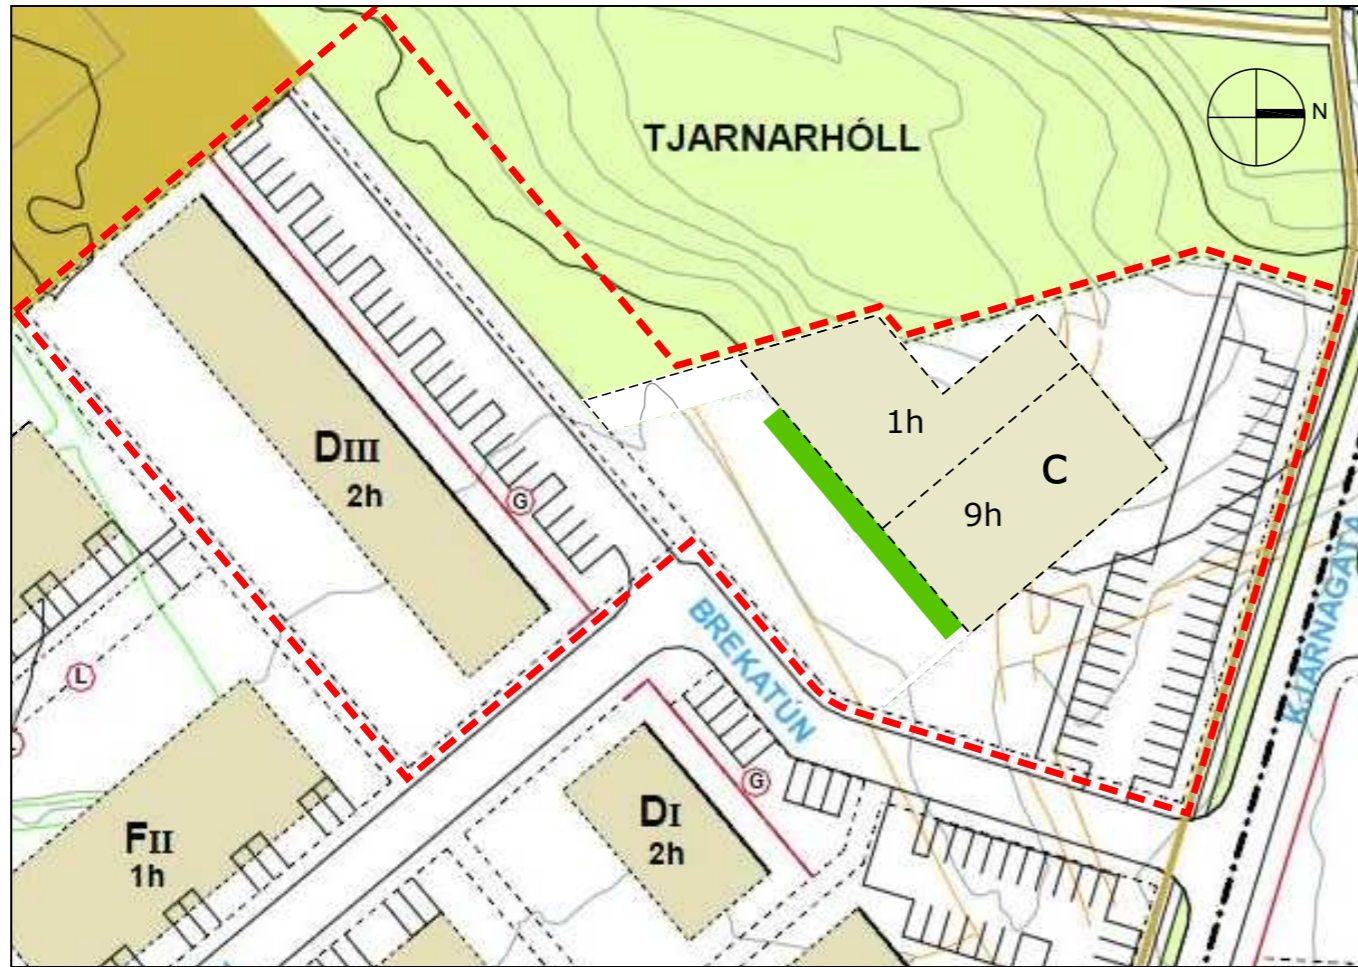 N
TJARNARHÓLL
1h
C
9h
DIII
2h
G
BREKATÚN
KJARNAGATA
L
G
DI
2h
FII
1h